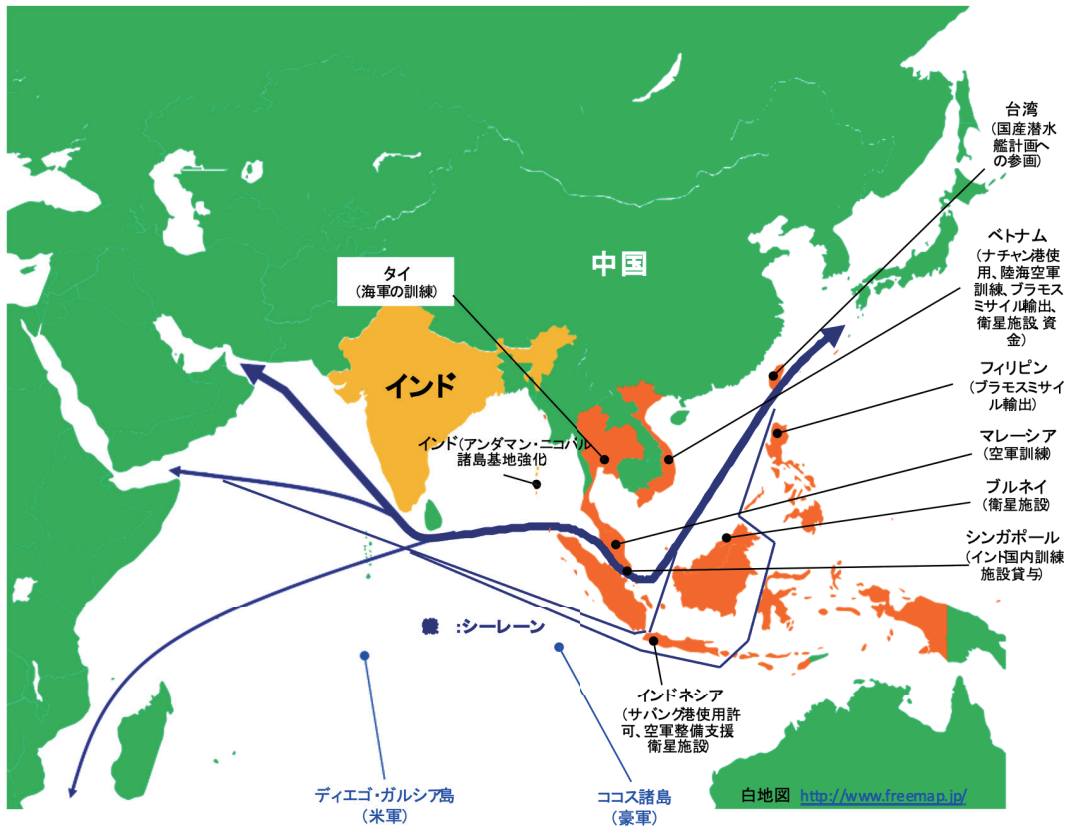 台湾
（国産潜水
艦計画へ
の参画）
ベトナム
（ナチャン港使
用、陸海空軍
訓練、ブラモス
ミサイル輸出、
衛星施設、資
金）
中国
タイ
（海軍の訓練）
フィリピン
（ブラモスミサイ
ル輸出）
インド
マレーシア
（空軍訓練）
インド（アンダマン・ニコバル
諸島基地強化）
ブルネイ
（衛星施設）
シンガポール
（インド国内訓練
施設貸与）
:シーレーン
インドネシア
（サバング港使用許
可、空軍整備支援
衛星施設）
ディエゴ・ガルシア島
（米軍）
ココス諸島
（豪軍）
白地図 http://www.freemap.jp/